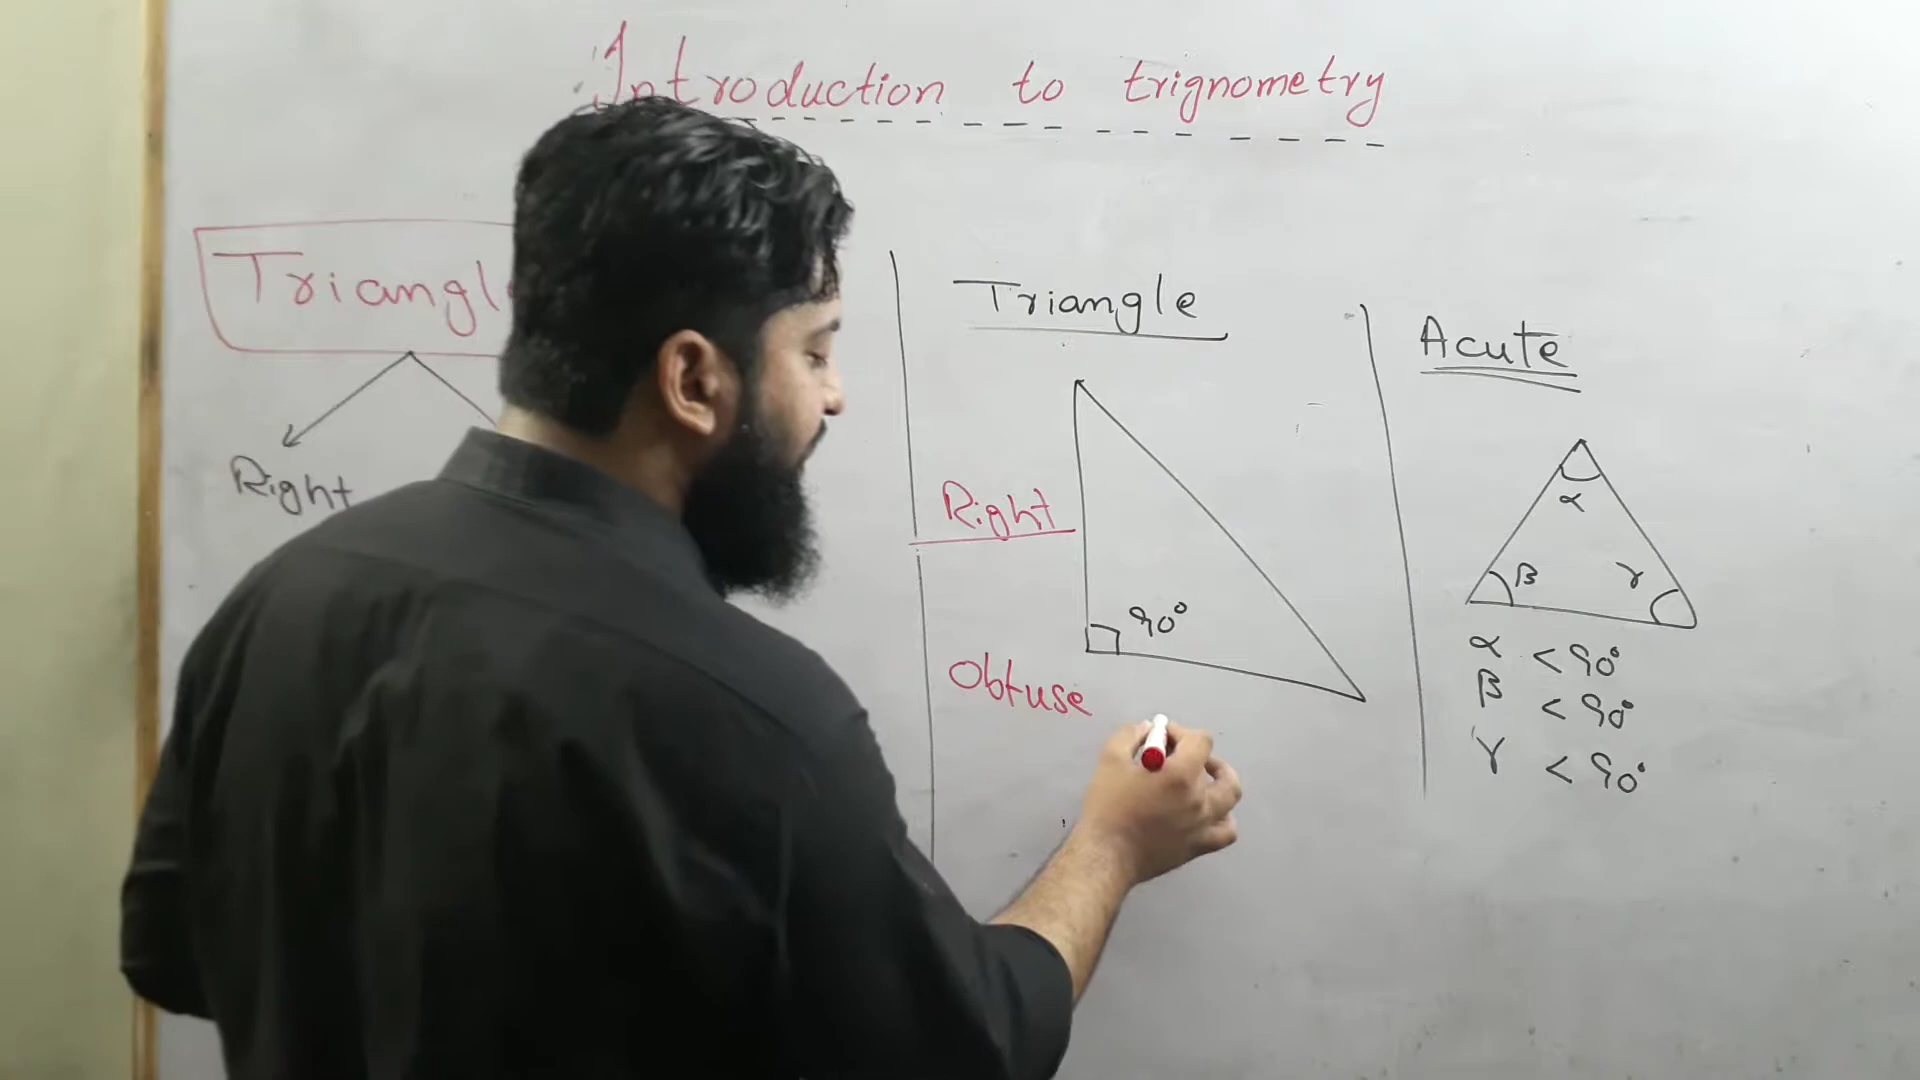 Introduction to trignometry
Triangl
Right
Triangle
Right
90°
Obtuse
Acute
α
β
γ
α < 90°
β < 90°
γ < 90°